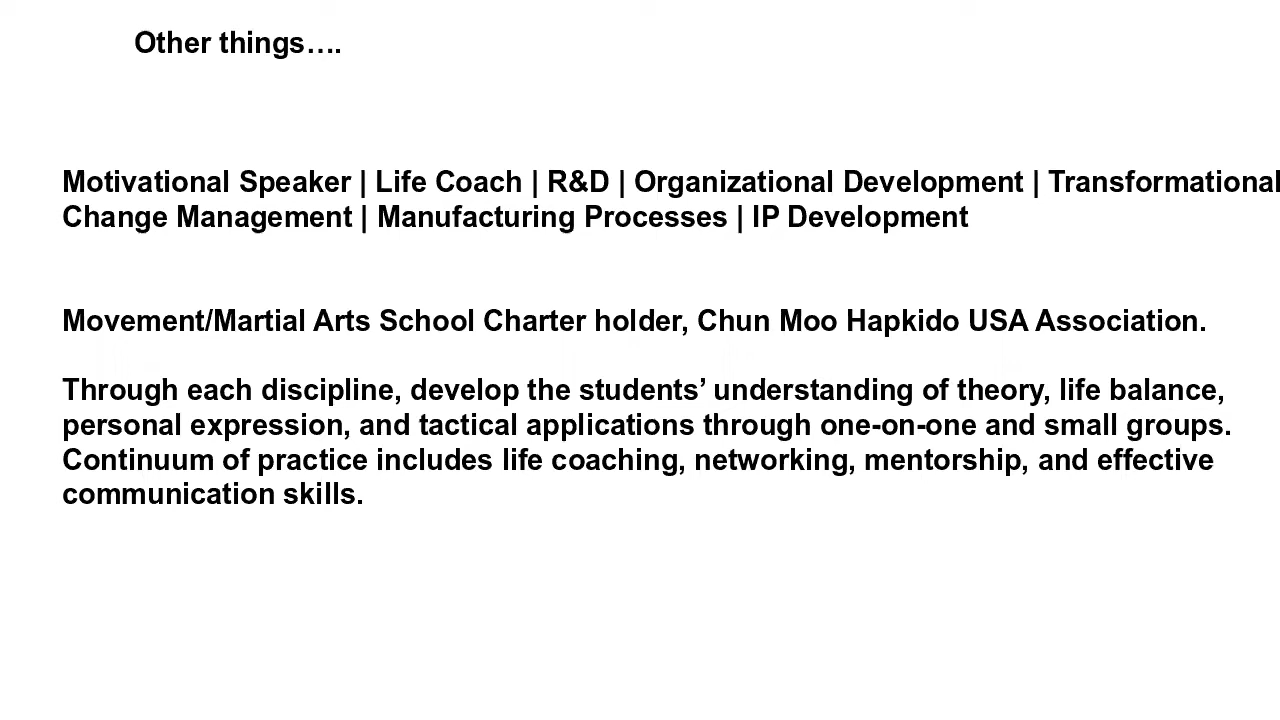 Other things….
Motivational Speaker | Life Coach | R&D | Organizational Development | Transformational
Change Management | Manufacturing Processes | IP Development
Movement/Martial Arts School Charter holder, Chun Moo Hapkido USA Association.
Through each discipline, develop the students’ understanding of theory, life balance,
personal expression, and tactical applications through one-on-one and small groups.
Continuum of practice includes life coaching, networking, mentorship, and effective
communication skills.